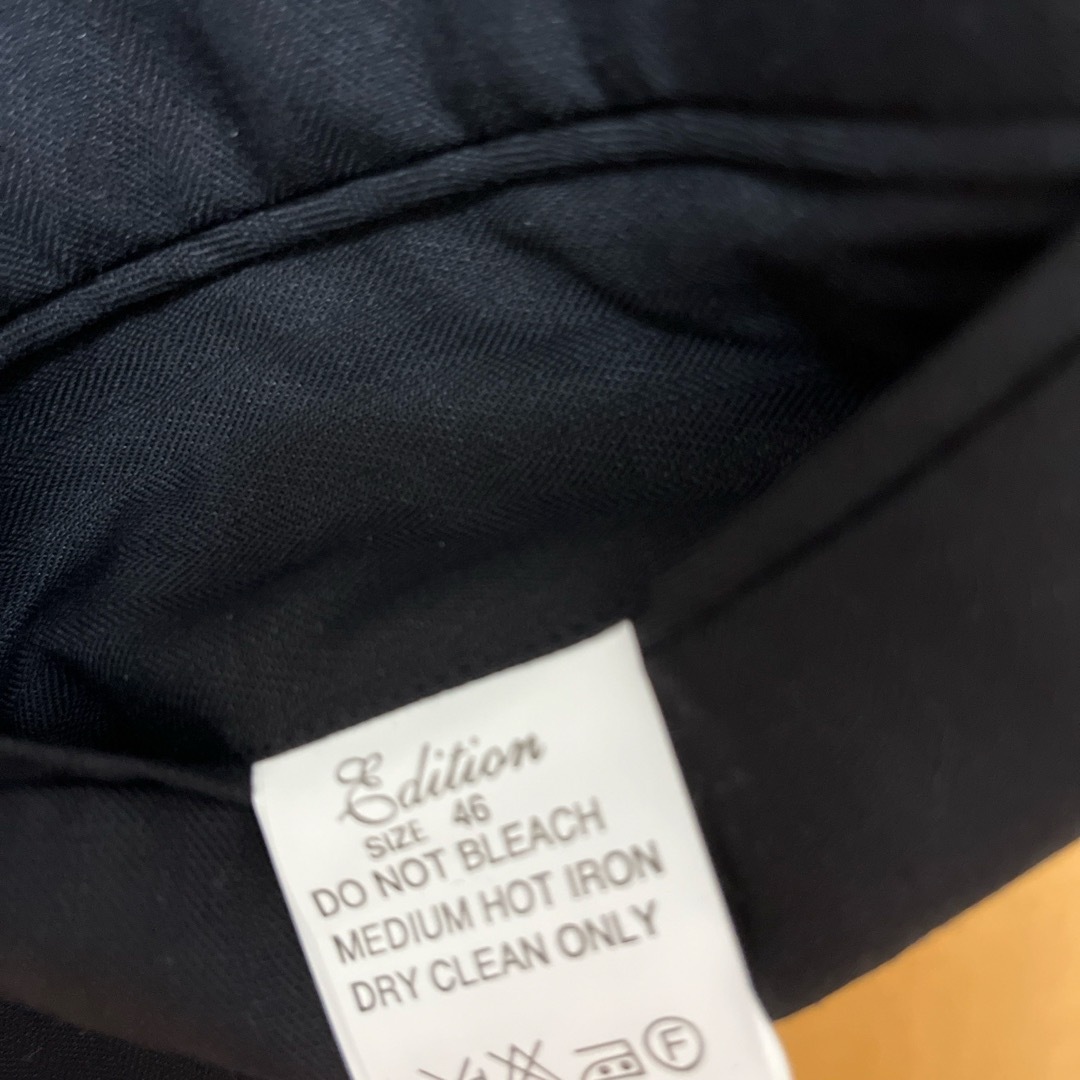 Edition
SIZE 46
DO NOT BLEACH
MEDIUM HOT IRON
DRY CLEAN ONLY
F